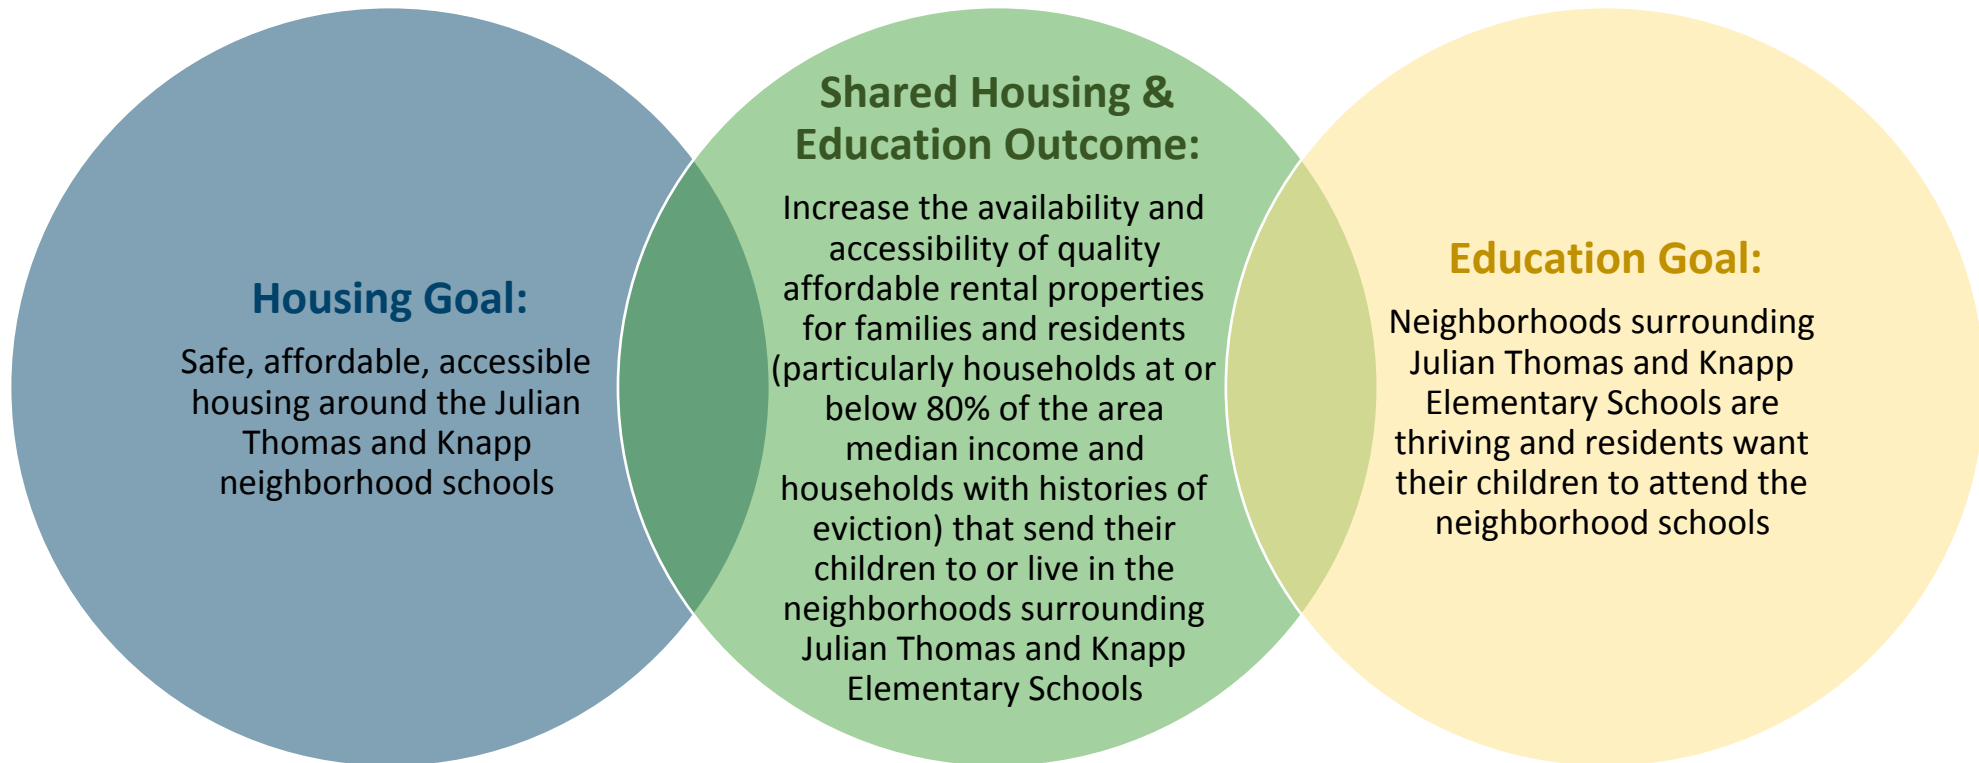 Housing Goal:
Safe, affordable, accessible
housing around the Julian
Thomas and Knapp
neighborhood schools
Shared Housing &
Education Outcome:
Increase the availability and
accessibility of quality
affordable rental properties
for families and residents
(particularly households at or
below 80% of the area
median income and
households with histories of
eviction) that send their
children to or live in the
neighborhoods surrounding
Julian Thomas and Knapp
Elementary Schools
Education Goal:
Neighborhoods surrounding
Julian Thomas and Knapp
Elementary Schools are
thriving and residents want
their children to attend the
neighborhood schools